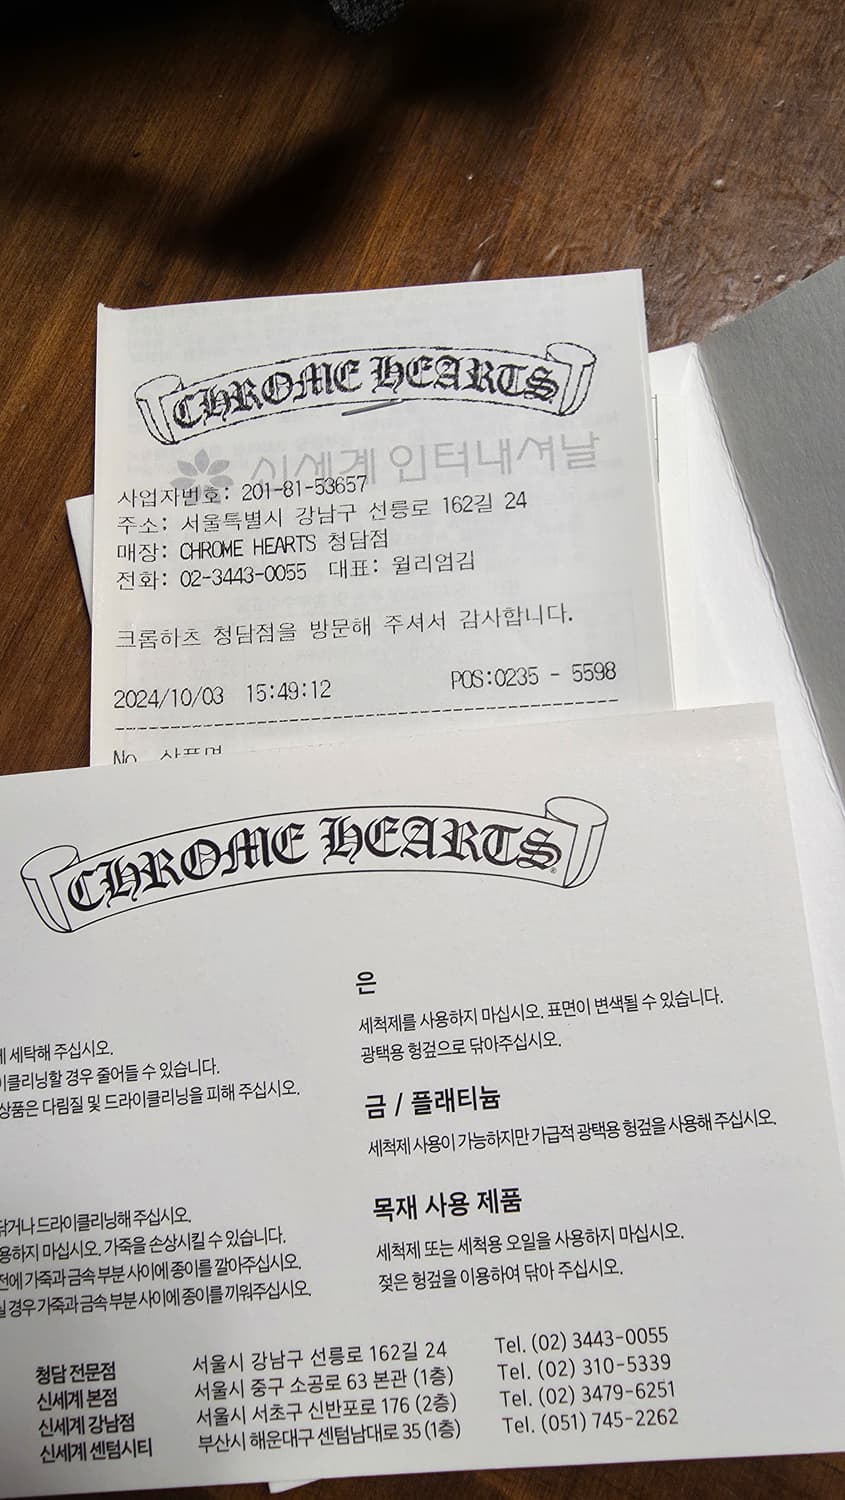 CHROME HEARTS
신세계 인터내셔날
사업자번호: 201-81-53657
주소: 서울특별시 강남구 선릉로 162길 24
매장: CHROME HEARTS 청담점
전화: 02-3443-0055 대표: 윌리엄김
크롬하츠 청담점을 방문해 주셔서 감사합니다.
2024/10/03 15:49:12 POS:0235 - 5598
No 상품명
CHROME HEARTS®
세탁해 주십시오.
이클리닝할 경우 줄어들 수 있습니다.
상품은 다림질 및 드라이클리닝을 피해 주십시오.
닦거나 드라이클리닝해 주십시오.
용하지 마십시오. 가죽을 손상시킬 수 있습니다.
전에 가죽과 금속 부분 사이에 종이를 깔아주십시오.
경우 가죽과 금속 부분 사이에 종이를 끼워주십시오.
은
세척제를 사용하지 마십시오. 표면이 변색될 수 있습니다.
광택용 헝겊으로 닦아주십시오.
금 / 플래티늄
세척제 사용이 가능하지만 가급적 광택용 헝겊을 사용해 주십시오.
목재 사용 제품
세척제 또는 세척용 오일을 사용하지 마십시오.
젖은 헝겊을 이용하여 닦아 주십시오.
청담 전문점 서울시 강남구 선릉로 162길 24 Tel. (02) 3443-0055
신세계 본점 서울시 중구 소공로 63 본관 (1층) Tel. (02) 310-5339
신세계 강남점 서울시 서초구 신반포로 176 (2층) Tel. (02) 3479-6251
신세계 센텀시티 부산시 해운대구 센텀남대로 35 (1층) Tel. (051) 745-2262